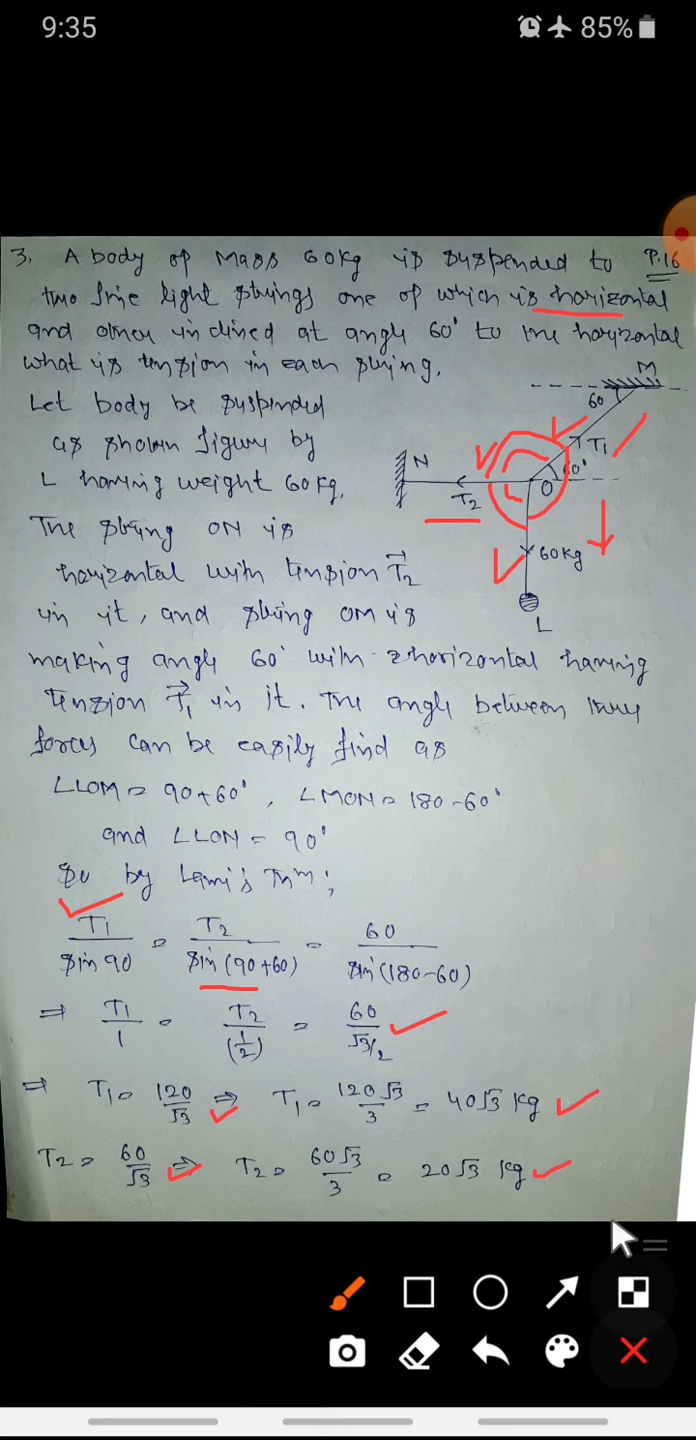 9:35
85%
3. A body of Mass 60kg is suspended to P.16
two fine light strings one of which is horizontal
and other inclined at angle 60° to the horizontal
what is tension in each string.
M
60
Let body be suspended
as shown figure by
T₁
N
60°
L having weight 60kg.
T₂
O
The string ON is
60kg
horizontal with tension T⃗₂
in it, and string OM is
L
making angle 60° with horizontal having
tension T⃗₁ in it. The angle between
forces can be easily find as
∠LOM = 90+60°, ∠MON = 180-60°
and ∠LON = 90°
So by Lami's Thm;
T₁/sin 90 = T₂/sin (90+60) = 60/sin (180-60)
⇒ T₁/1 = T₂/(1/2) = 60/√3/2
⇒ T₁ = 120/√3 ⇒ T₁ = 120√3/3 = 40√3 kg
T₂ = 60/√3 ⇒ T₂ = 60√3/3 = 20√3 kg